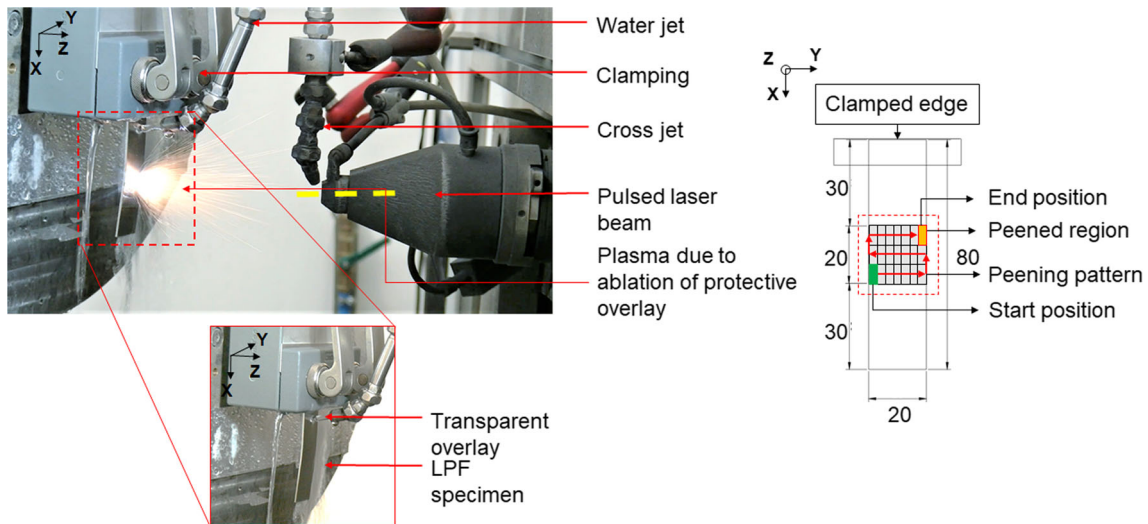 Y
Z
X
Water jet
Clamping
Cross jet
Pulsed laser
beam
Plasma due to
ablation of protective
overlay
Y
Z
X
Transparent
overlay
LPF
specimen
Z
Y
X
Clamped edge
30
20
30
80
20
End position
Peened region
Peening pattern
Start position